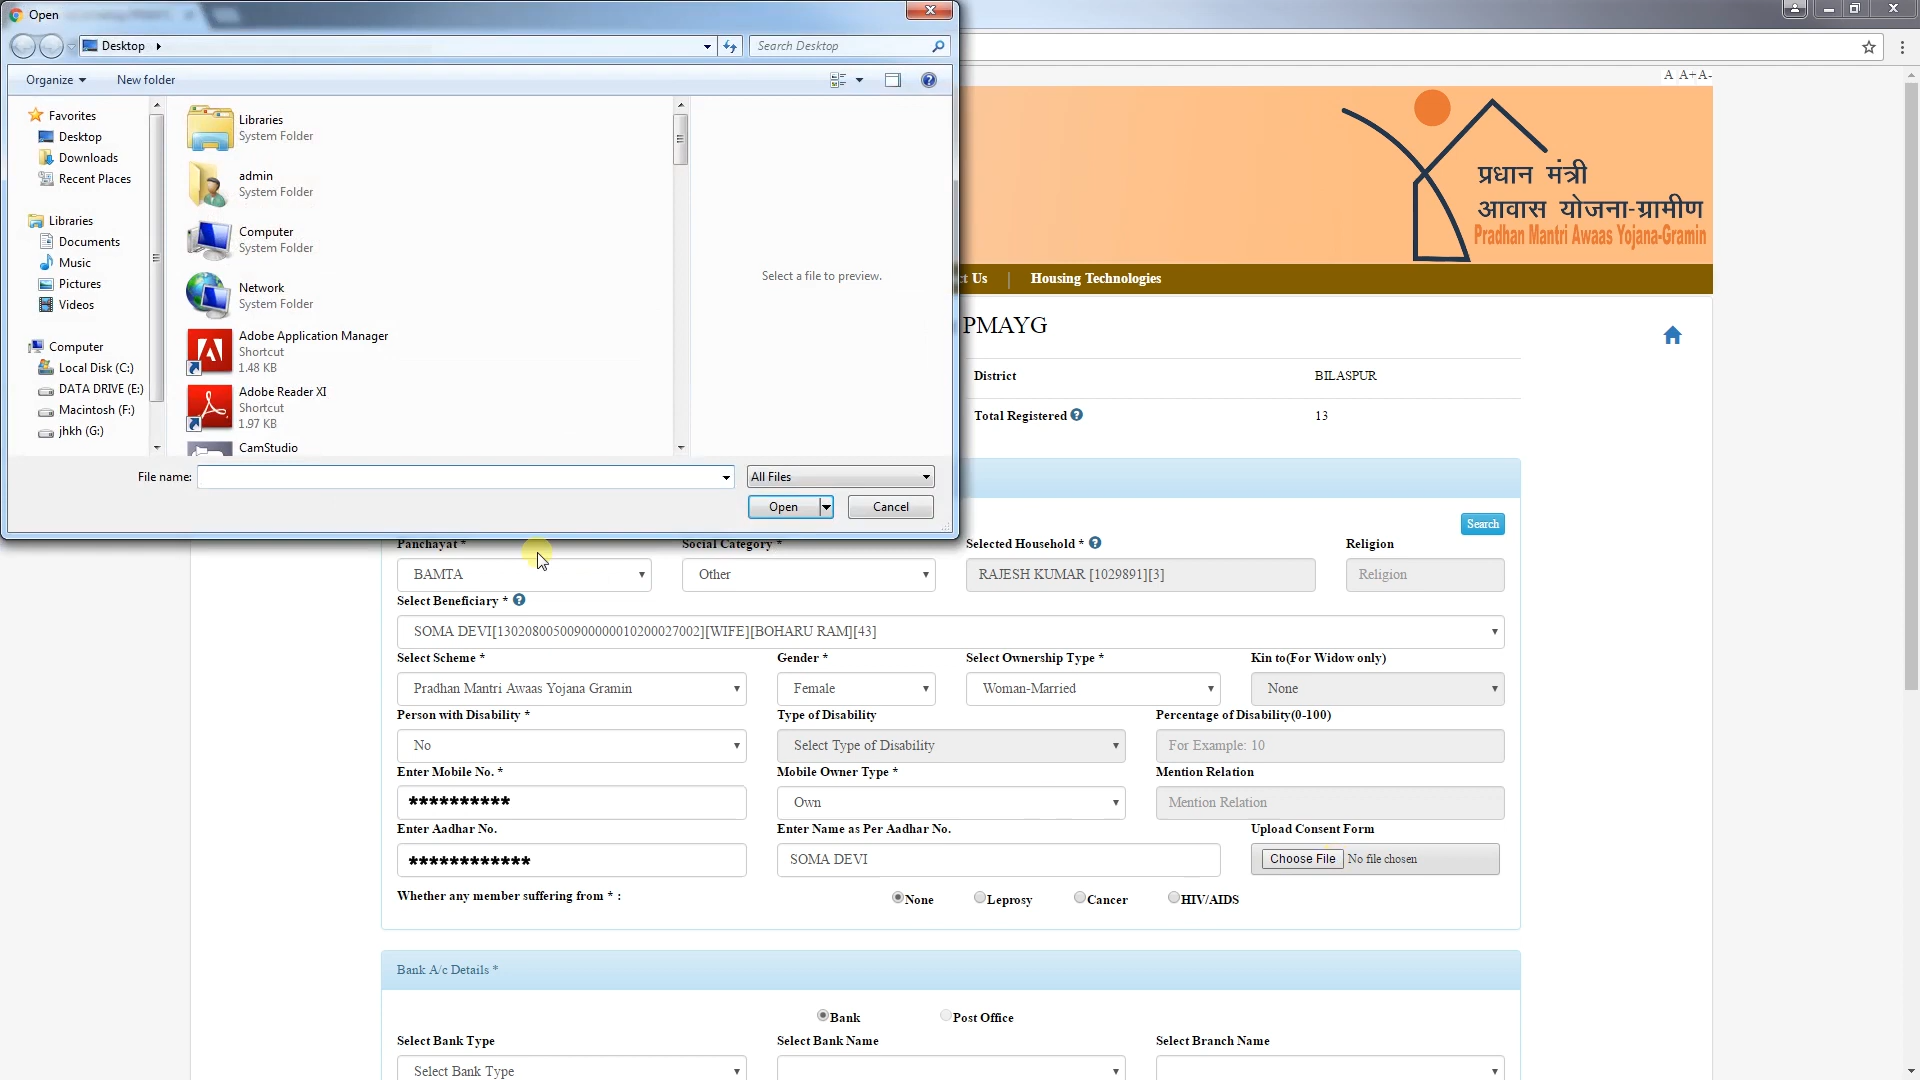 Open
Desktop
Search Desktop
Organize
New folder
Favorites
Desktop
Downloads
Recent Places
Libraries
Documents
Music
Pictures
Videos
Computer
Local Disk (C:)
DATA DRIVE (E:)
Macintosh (F:)
jhkh (G:)
Libraries
System Folder
admin
System Folder
Computer
System Folder
Network
System Folder
Adobe Application Manager
Shortcut
1.48 KB
Adobe Reader XI
Shortcut
1.97 KB
CamStudio
Select a file to preview.
File name:
All Files
Open
Cancel
A A+ A-
प्रधान मंत्री
आवास योजना-ग्रामीण
Pradhan Mantri Awaas Yojana-Gramin
Us | Housing Technologies
PMAYG
District BILASPUR
Total Registered ? 13
Search
Panchayat * Social Category * Selected Household * ? Religion
BAMTA Other RAJESH KUMAR [1029891][3] Religion
Select Beneficiary * ?
SOMA DEVI[13020800500900000010200027002][WIFE][BOHARU RAM][43]
Select Scheme * Gender * Select Ownership Type * Kin to(For Widow only)
Pradhan Mantri Awaas Yojana Gramin Female Woman-Married None
Person with Disability * Type of Disability Percentage of Disability(0-100)
No Select Type of Disability For Example: 10
Enter Mobile No. * Mobile Owner Type * Mention Relation
********** Own Mention Relation
Enter Aadhar No. Enter Name as Per Aadhar No. Upload Consent Form
************ SOMA DEVI Choose File No file chosen
Whether any member suffering from * : None Leprosy Cancer HIV/AIDS
Bank A/c Details *
Bank Post Office
Select Bank Type Select Bank Name Select Branch Name
Select Bank Type